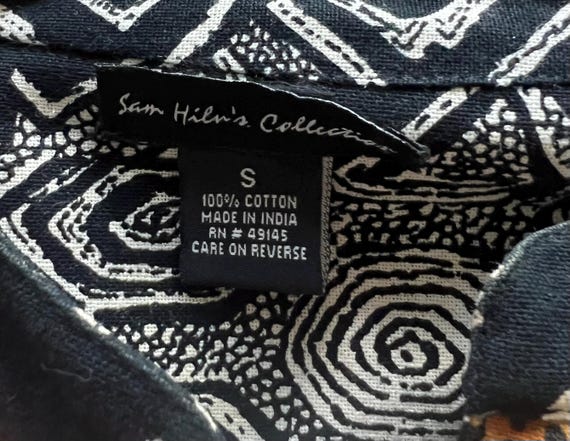 Sam Hilu's Collection
S
100% COTTON
MADE IN INDIA
RN # 49145
CARE ON REVERSE